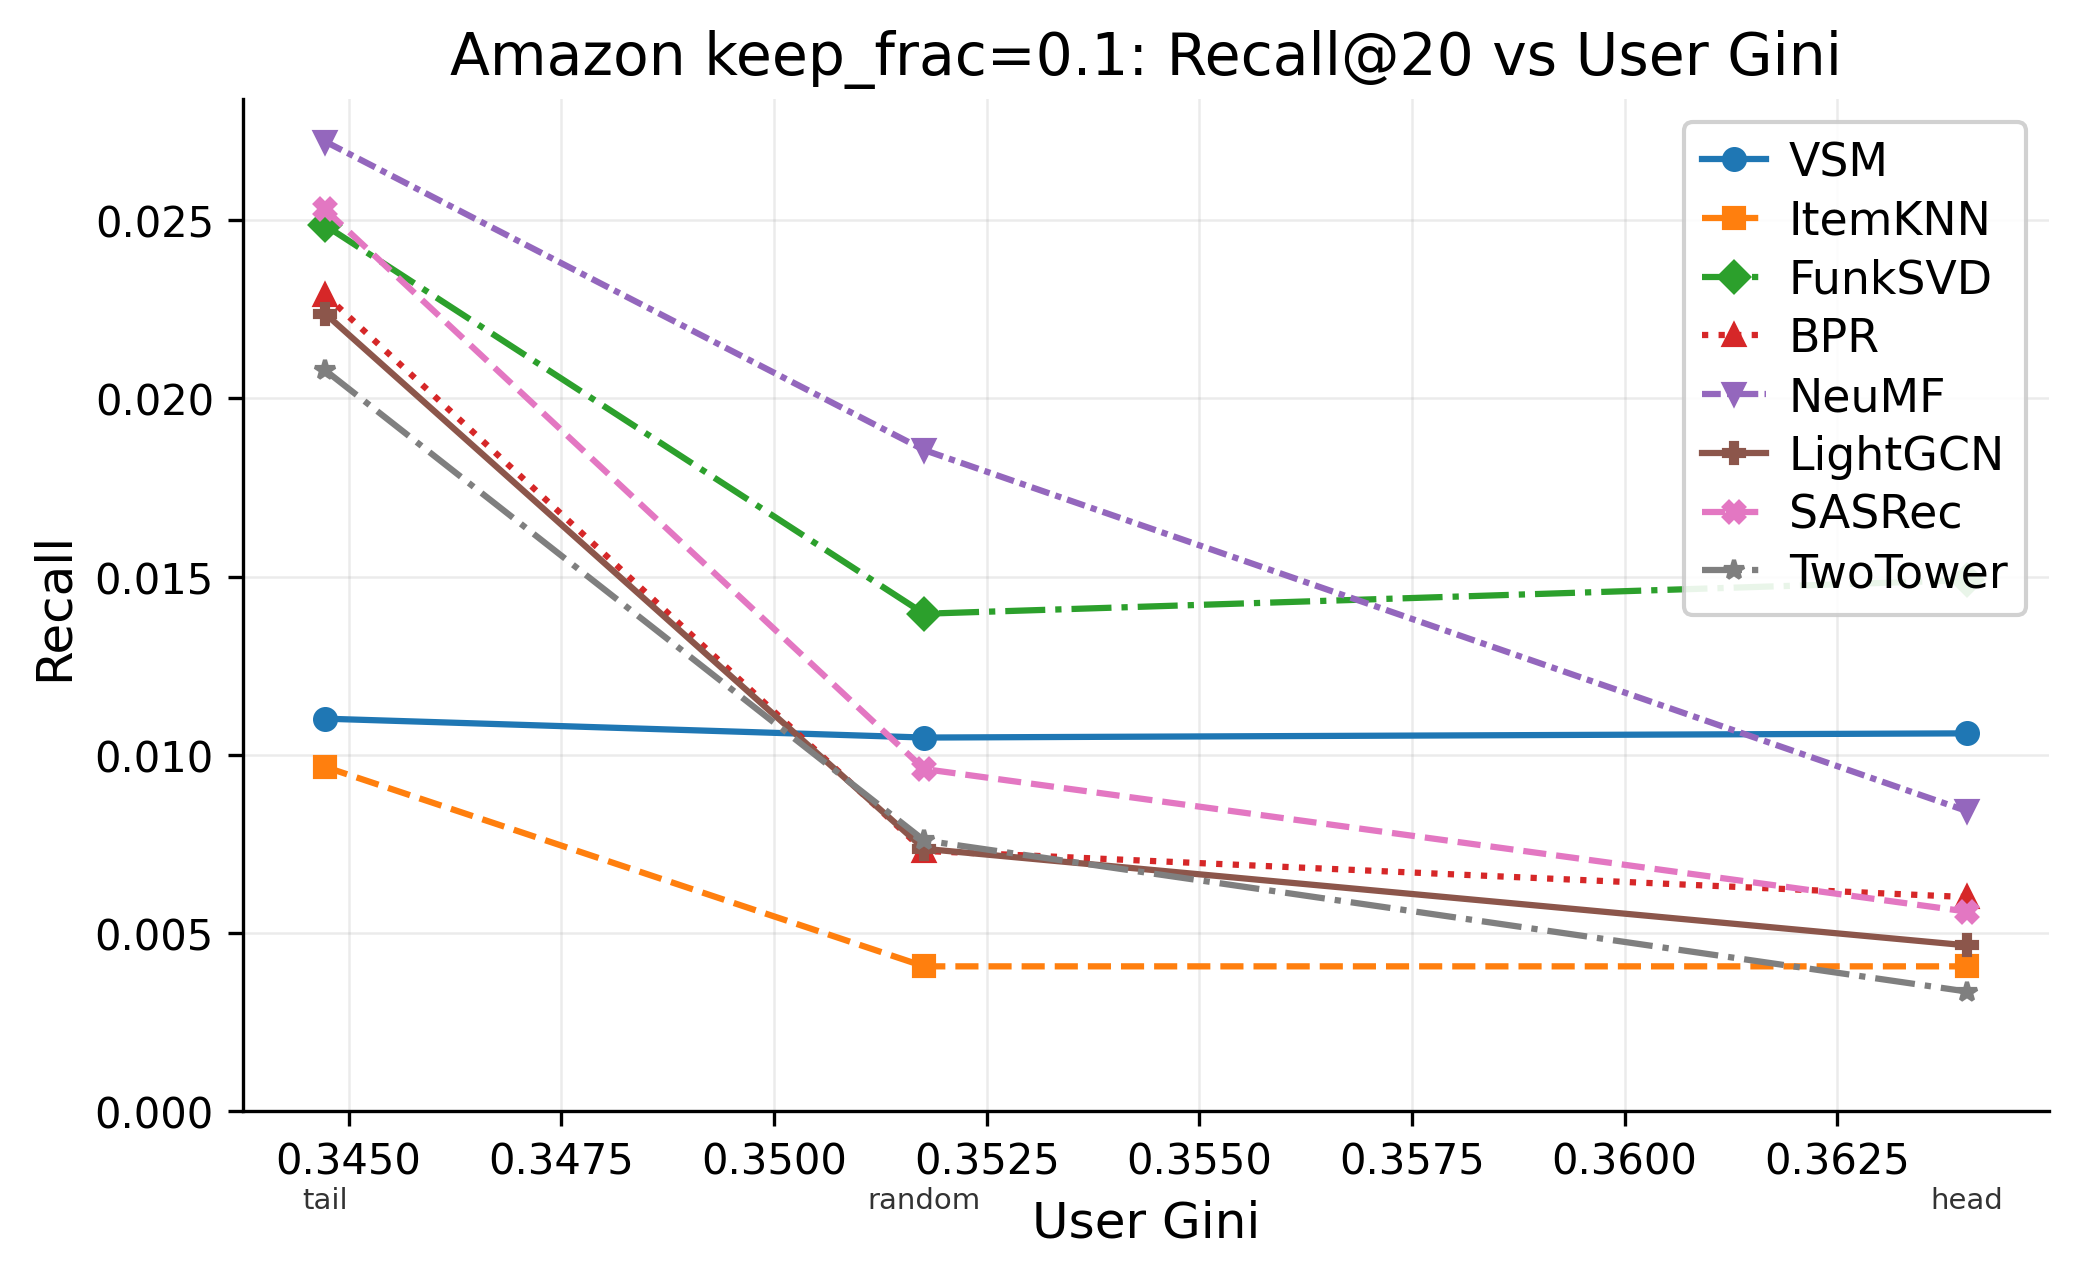 Amazon keep_frac=0.1: Recall@20 vs User Gini
VSM
ItemKNN
FunkSVD
BPR
NeuMF
LightGCN
SASRec
TwoTower
Recall
0.025
0.020
0.015
0.010
0.005
0.000
0.3450 0.3475 0.3500 0.3525 0.3550 0.3575 0.3600 0.3625
tail random head
User Gini